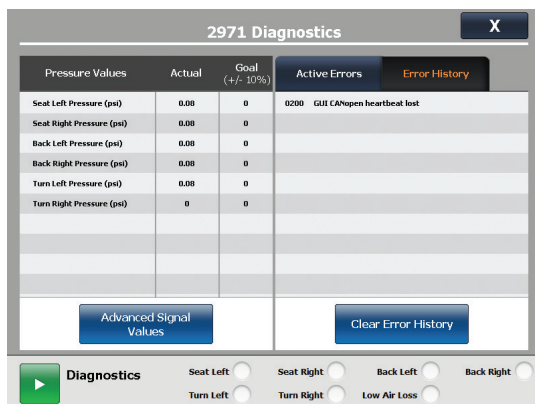 2971 Diagnostics
X
Pressure Values Actual Goal
(+/- 10%)
Seat Left Pressure (psi) 0.08 0
Seat Right Pressure (psi) 0.08 0
Back Left Pressure (psi) 0.08 0
Back Right Pressure (psi) 0.08 0
Turn Left Pressure (psi) 0.08 0
Turn Right Pressure (psi) 0 0
Active Errors Error History
0200 GUI CANopen heartbeat lost
Advanced Signal
Values
Clear Error History
Diagnostics
Seat Left Seat Right Back Left Back Right
Turn Left Turn Right Low Air Loss